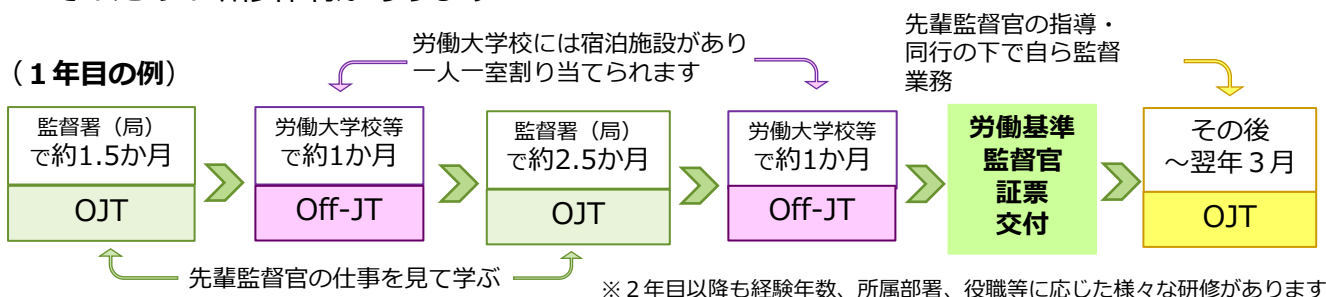 先輩監督官の指導・
同行の下で自ら監督
業務
労働大学校には宿泊施設があり
一人一室割り当てられます
（１年目の例）
監督署（局）
で約1.5か月
OJT
労働大学校等
で約1か月
Off-JT
監督署（局）
で約2.5か月
OJT
労働大学校等
で約1か月
Off-JT
労働基準
監督官
証票
交付
その後
～翌年３月
OJT
先輩監督官の仕事を見て学ぶ
※２年目以降も経験年数、所属部署、役職等に応じた様々な研修があります